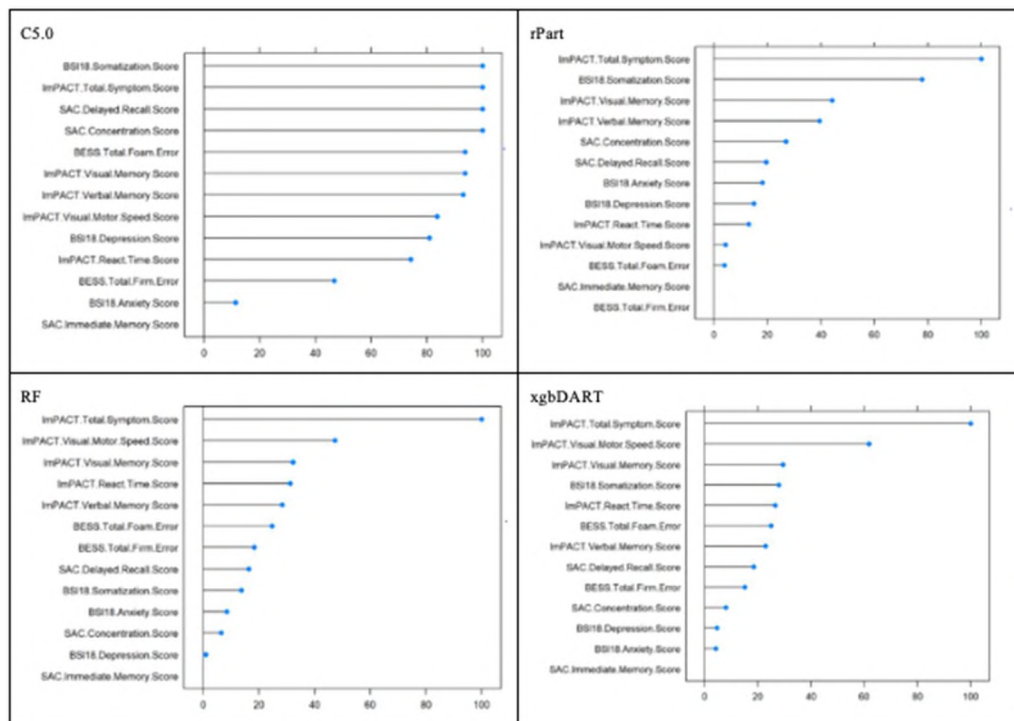 C5.0
BSI18.Somatization.Score
ImPACT.Total.Symptom.Score
SAC.Delayed.Recall.Score
SAC.Concentration.Score
BESS.Total.Foam.Error
ImPACT.Visual.Memory.Score
ImPACT.Verbal.Memory.Score
ImPACT.Visual.Motor.Speed.Score
BSI18.Depression.Score
ImPACT.React.Time.Score
BESS.Total.Firm.Error
BSI18.Anxiety.Score
SAC.Immediate.Memory.Score
0 20 40 60 80 100
rPart
ImPACT.Total.Symptom.Score
BSI18.Somatization.Score
ImPACT.Visual.Memory.Score
ImPACT.Verbal.Memory.Score
SAC.Concentration.Score
SAC.Delayed.Recall.Score
BSI18.Anxiety.Score
BSI18.Depression.Score
ImPACT.React.Time.Score
ImPACT.Visual.Motor.Speed.Score
BESS.Total.Foam.Error
SAC.Immediate.Memory.Score
BESS.Total.Firm.Error
0 20 40 60 80 100
RF
ImPACT.Total.Symptom.Score
ImPACT.Visual.Motor.Speed.Score
ImPACT.Visual.Memory.Score
ImPACT.React.Time.Score
ImPACT.Verbal.Memory.Score
BESS.Total.Foam.Error
BESS.Total.Firm.Error
SAC.Delayed.Recall.Score
BSI18.Somatization.Score
BSI18.Anxiety.Score
SAC.Concentration.Score
BSI18.Depression.Score
SAC.Immediate.Memory.Score
0 20 40 60 80 100
xgbDART
ImPACT.Total.Symptom.Score
ImPACT.Visual.Motor.Speed.Score
ImPACT.Visual.Memory.Score
BSI18.Somatization.Score
ImPACT.React.Time.Score
BESS.Total.Foam.Error
ImPACT.Verbal.Memory.Score
SAC.Delayed.Recall.Score
BESS.Total.Firm.Error
SAC.Concentration.Score
BSI18.Depression.Score
BSI18.Anxiety.Score
SAC.Immediate.Memory.Score
0 20 40 60 80 100